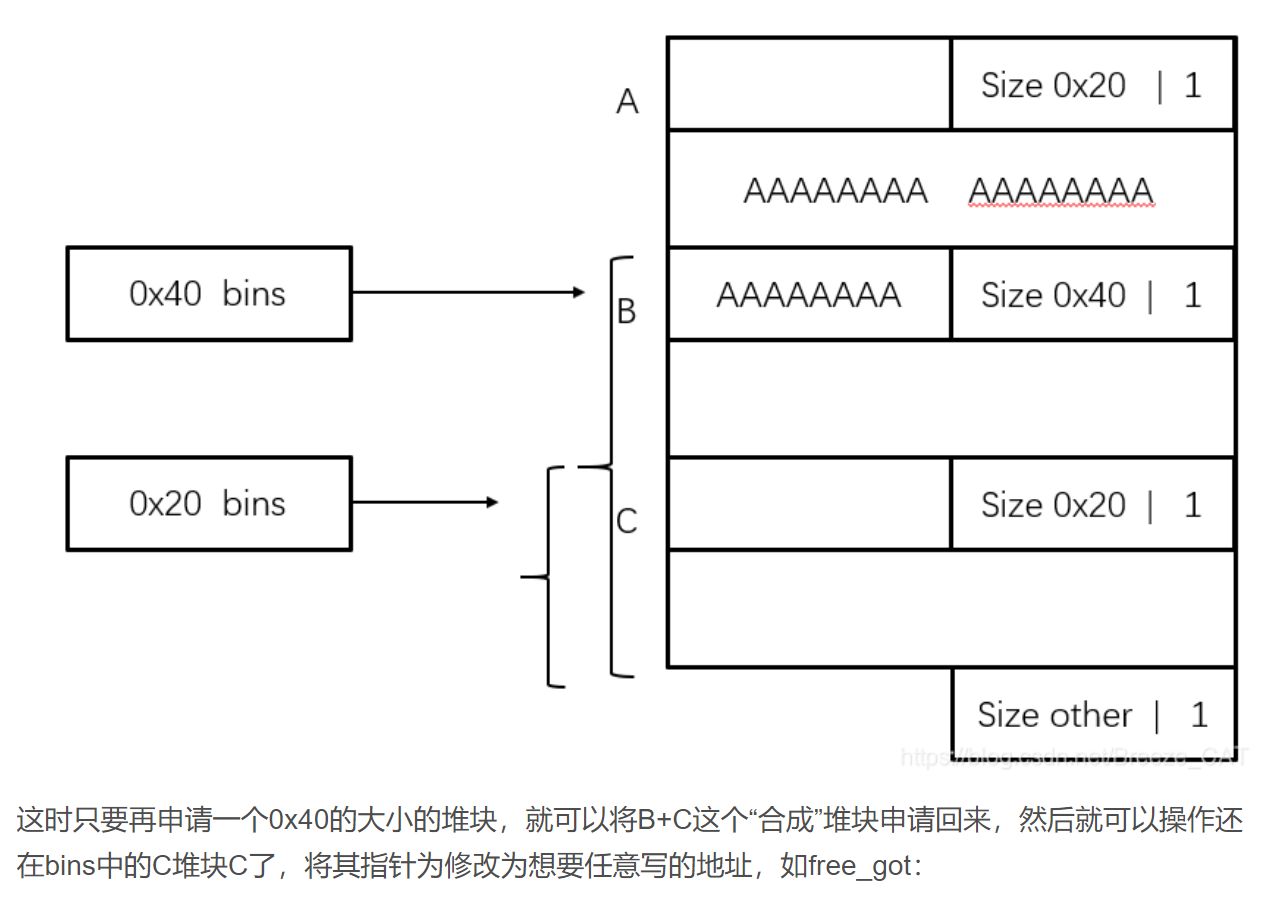 Size 0x20 | 1
A
AAAAAAAA AAAAAAAA
0x40 bins
B
AAAAAAAA
Size 0x40 | 1
0x20 bins
C
Size 0x20 | 1
Size other | 1
https://blog.csdn.net/Breeze_CAT
这时只要再申请一个0x40的大小的堆块，就可以将B+C这个“合成”堆块申请回来，然后就可以操作还
在bins中的C堆块C了，将其指针为修改为想要任意写的地址，如free_got：